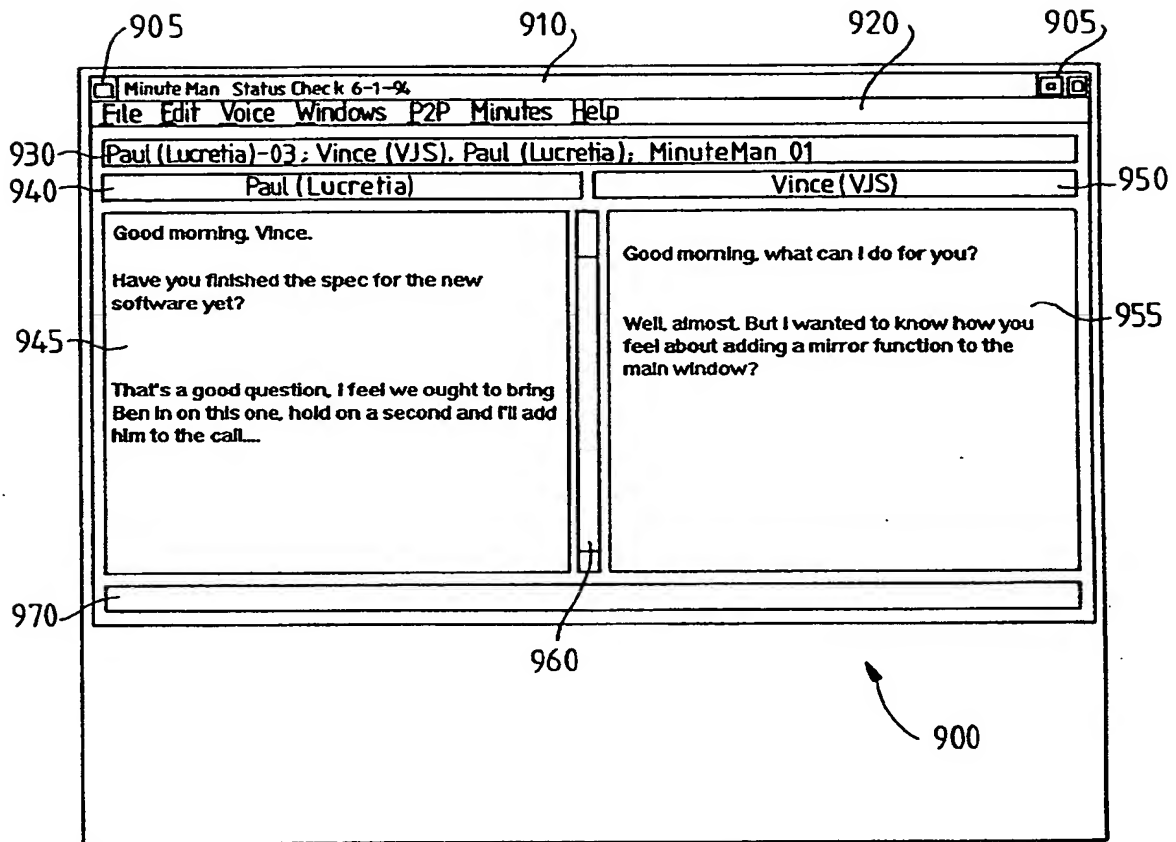 905
910
920
905
Minute Man Status Check 6-1-94
File Edit Voice Windows P2P Minutes Help
930
Paul (Lucretia)-03; Vince (VJS). Paul (Lucretia); MinuteMan 01
940
Paul (Lucretia)
Vince (VJS)
950
Good morning, Vince.
Have you finished the spec for the new
software yet?
945
That's a good question, I feel we ought to bring
Ben in on this one, hold on a second and I'll add
him to the call....
Good morning, what can I do for you?
Well, almost. But I wanted to know how you
feel about adding a mirror function to the
main window?
955
970
960
900